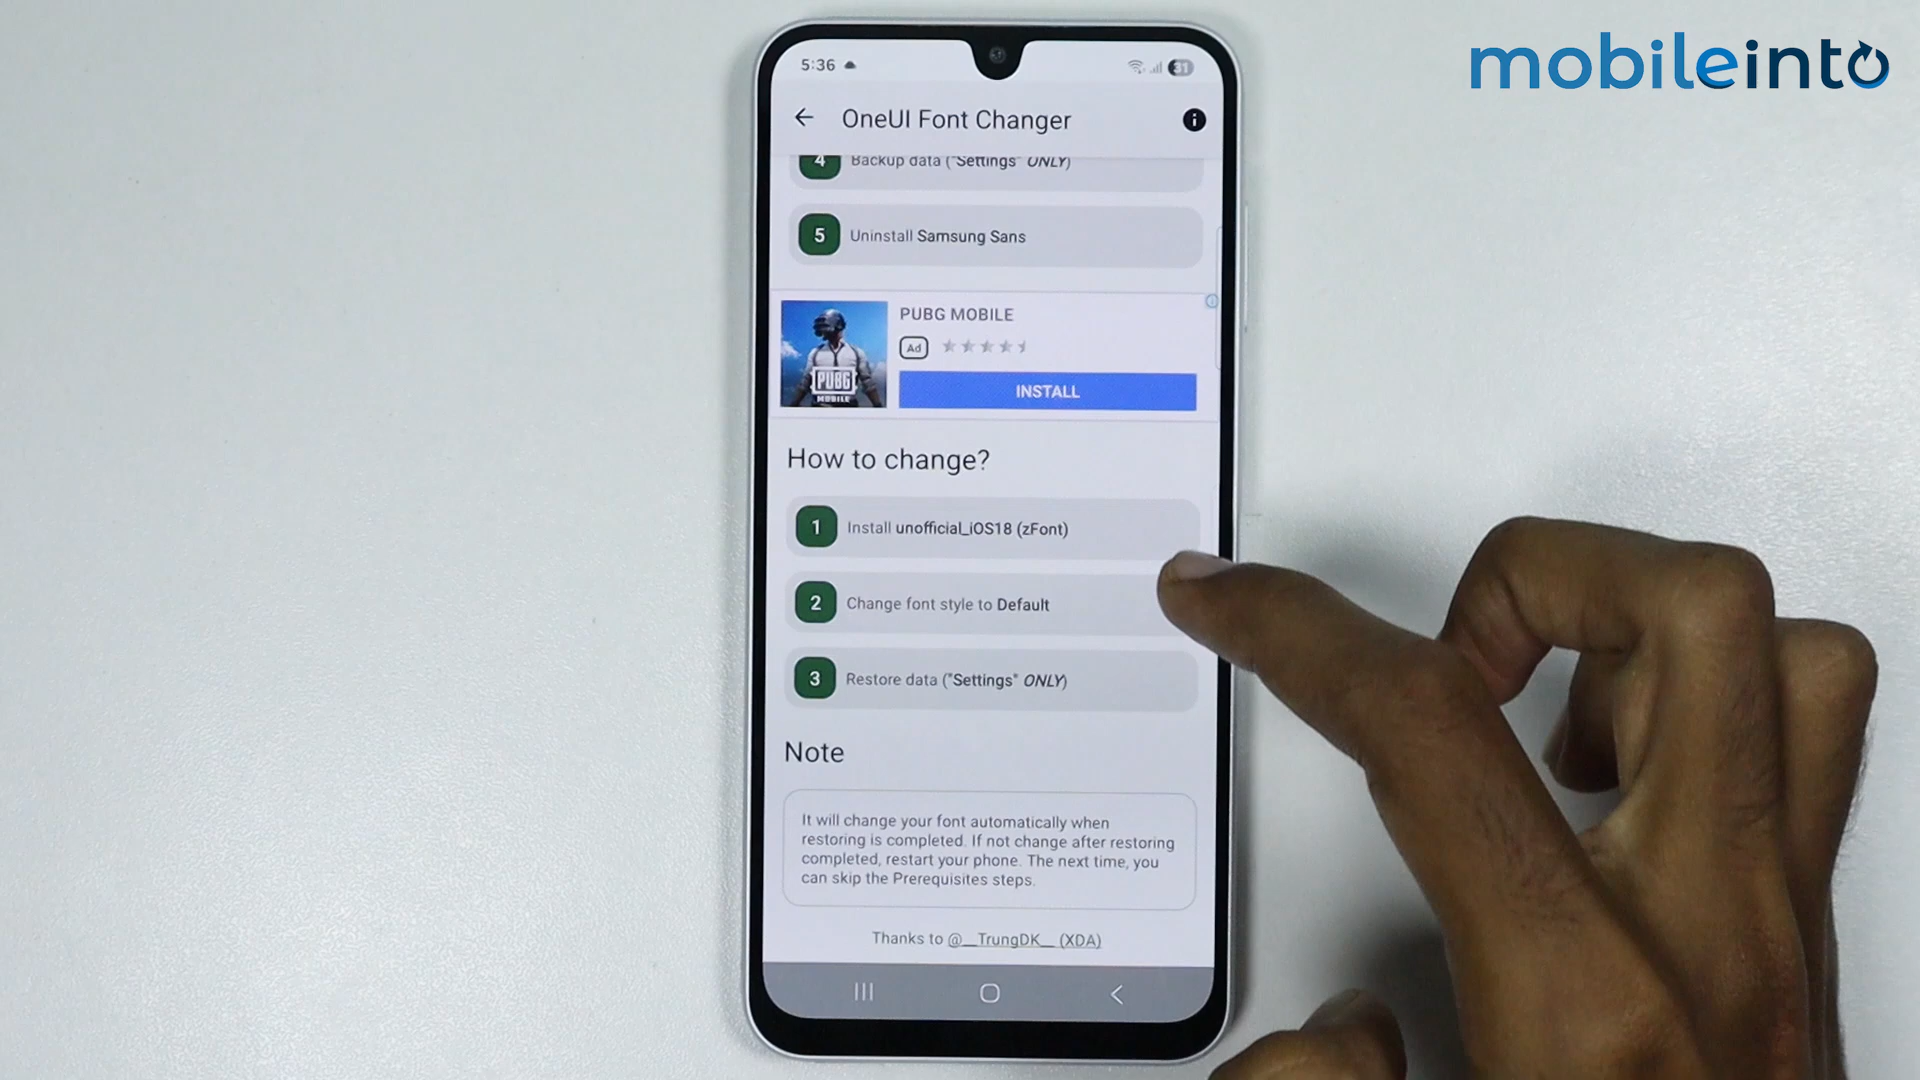 mobileinto
5:36
31
OneUI Font Changer
4 Backup data ("Settings" ONLY)
5 Uninstall Samsung Sans
PUBG MOBILE
Ad
PUBG
MOBILE
INSTALL
How to change?
1 Install unofficial_iOS18 (zFont)
2 Change font style to Default
3 Restore data ("Settings" ONLY)
Note
It will change your font automatically when
restoring is completed. If not change after restoring
completed, restart your phone. The next time, you
can skip the Prerequisites steps.
Thanks to @__TrungDK__ (XDA)